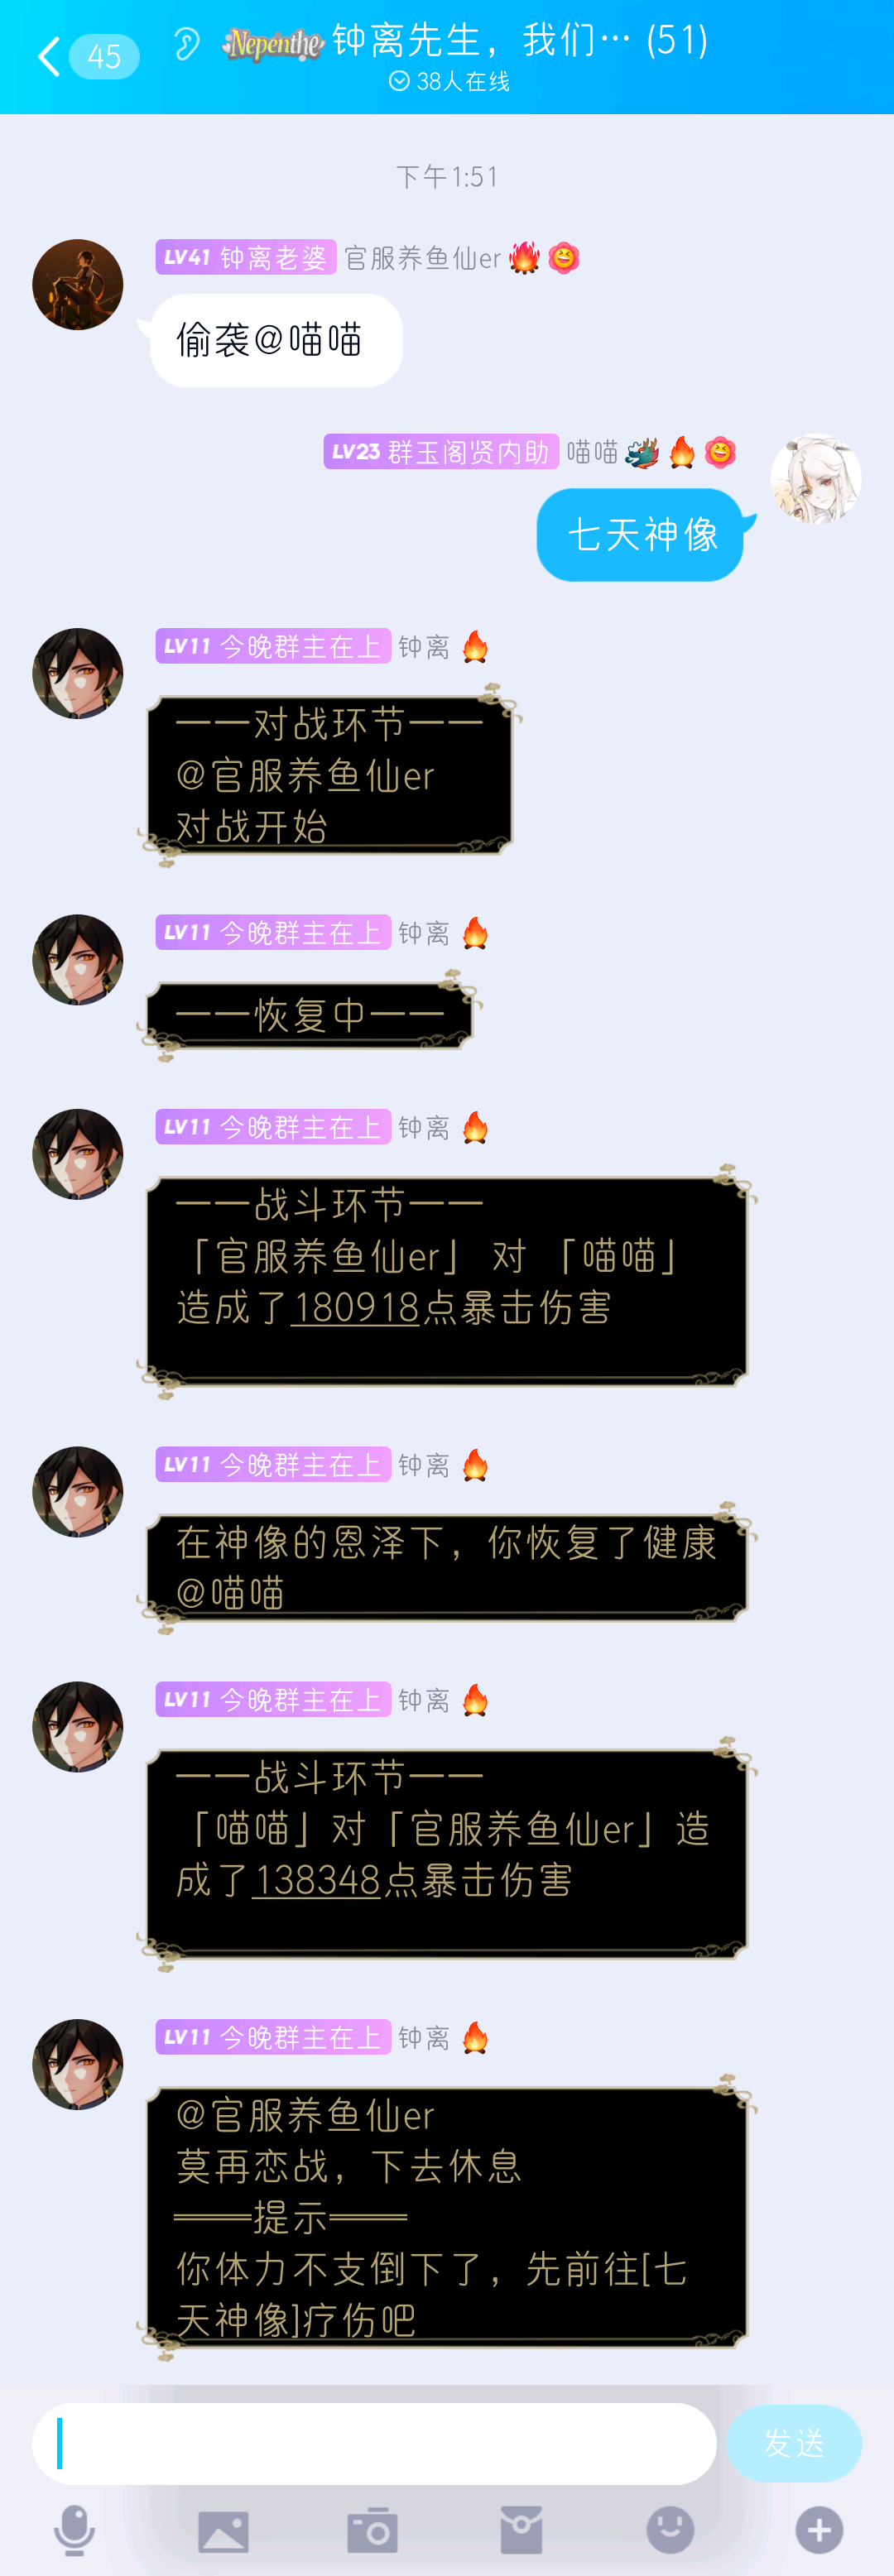 45
Nepenthe 钟离先生，我们… (51)
38人在线
下午1:51
LV41 钟离老婆 官服养鱼仙er
偷袭@喵喵
LV23 群玉阁贤内助 喵喵
七天神像
LV11 今晚群主在上 钟离
——对战环节——
@官服养鱼仙er
对战开始
LV11 今晚群主在上 钟离
——恢复中——
LV11 今晚群主在上 钟离
——战斗环节——
「官服养鱼仙er」 对 「喵喵」
造成了180918点暴击伤害
LV11 今晚群主在上 钟离
在神像的恩泽下，你恢复了健康
@喵喵
LV11 今晚群主在上 钟离
——战斗环节——
「喵喵」对「官服养鱼仙er」造
成了138348点暴击伤害
LV11 今晚群主在上 钟离
@官服养鱼仙er
莫再恋战，下去休息
═══提示═══
你体力不支倒下了，先前往[七
天神像]疗伤吧
发送